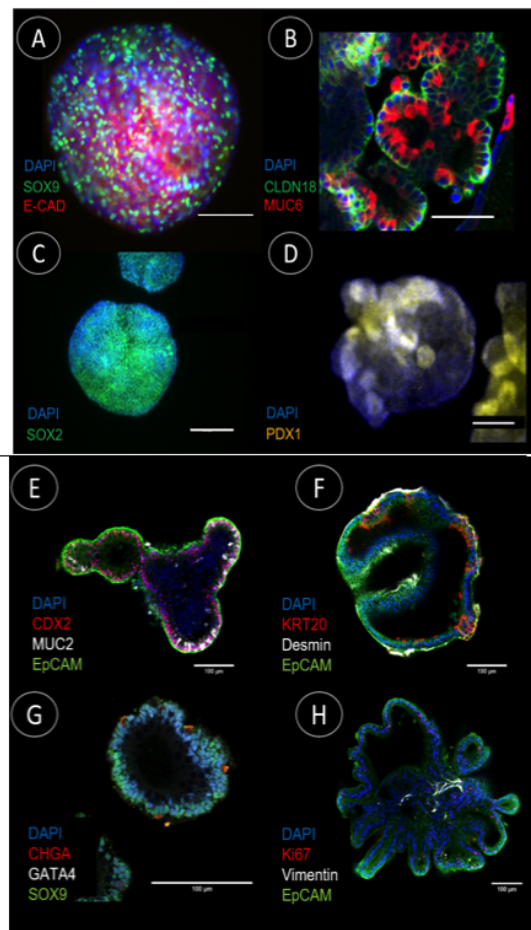 A
DAPI
SOX9
E-CAD
B
DAPI
CLDN18
MUC6
C
DAPI
SOX2
D
DAPI
PDX1
E
DAPI
CDX2
MUC2
EpCAM
100 µm
F
DAPI
KRT20
Desmin
EpCAM
100 µm
G
DAPI
CHGA
GATA4
SOX9
100 µm
H
DAPI
Ki67
Vimentin
EpCAM
100 µm